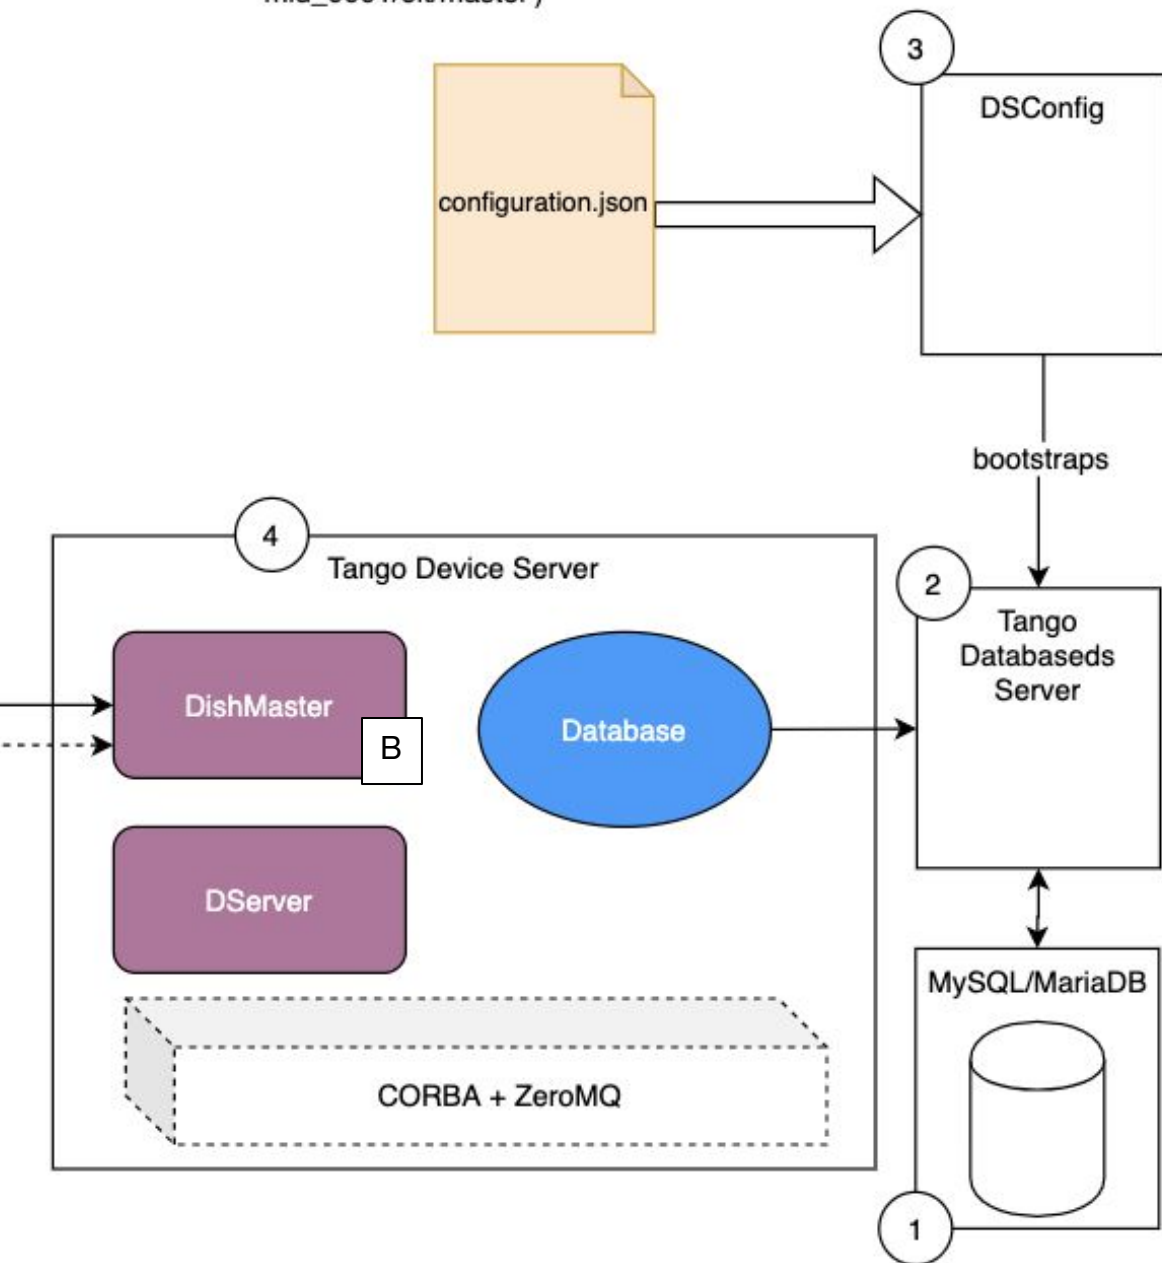 3
DSConfig
configuration.json
bootstraps
4
Tango Device Server
2
Tango
Databaseds
Server
DishMaster
B
Database
DServer
MySQL/MariaDB
CORBA + ZeroMQ
1